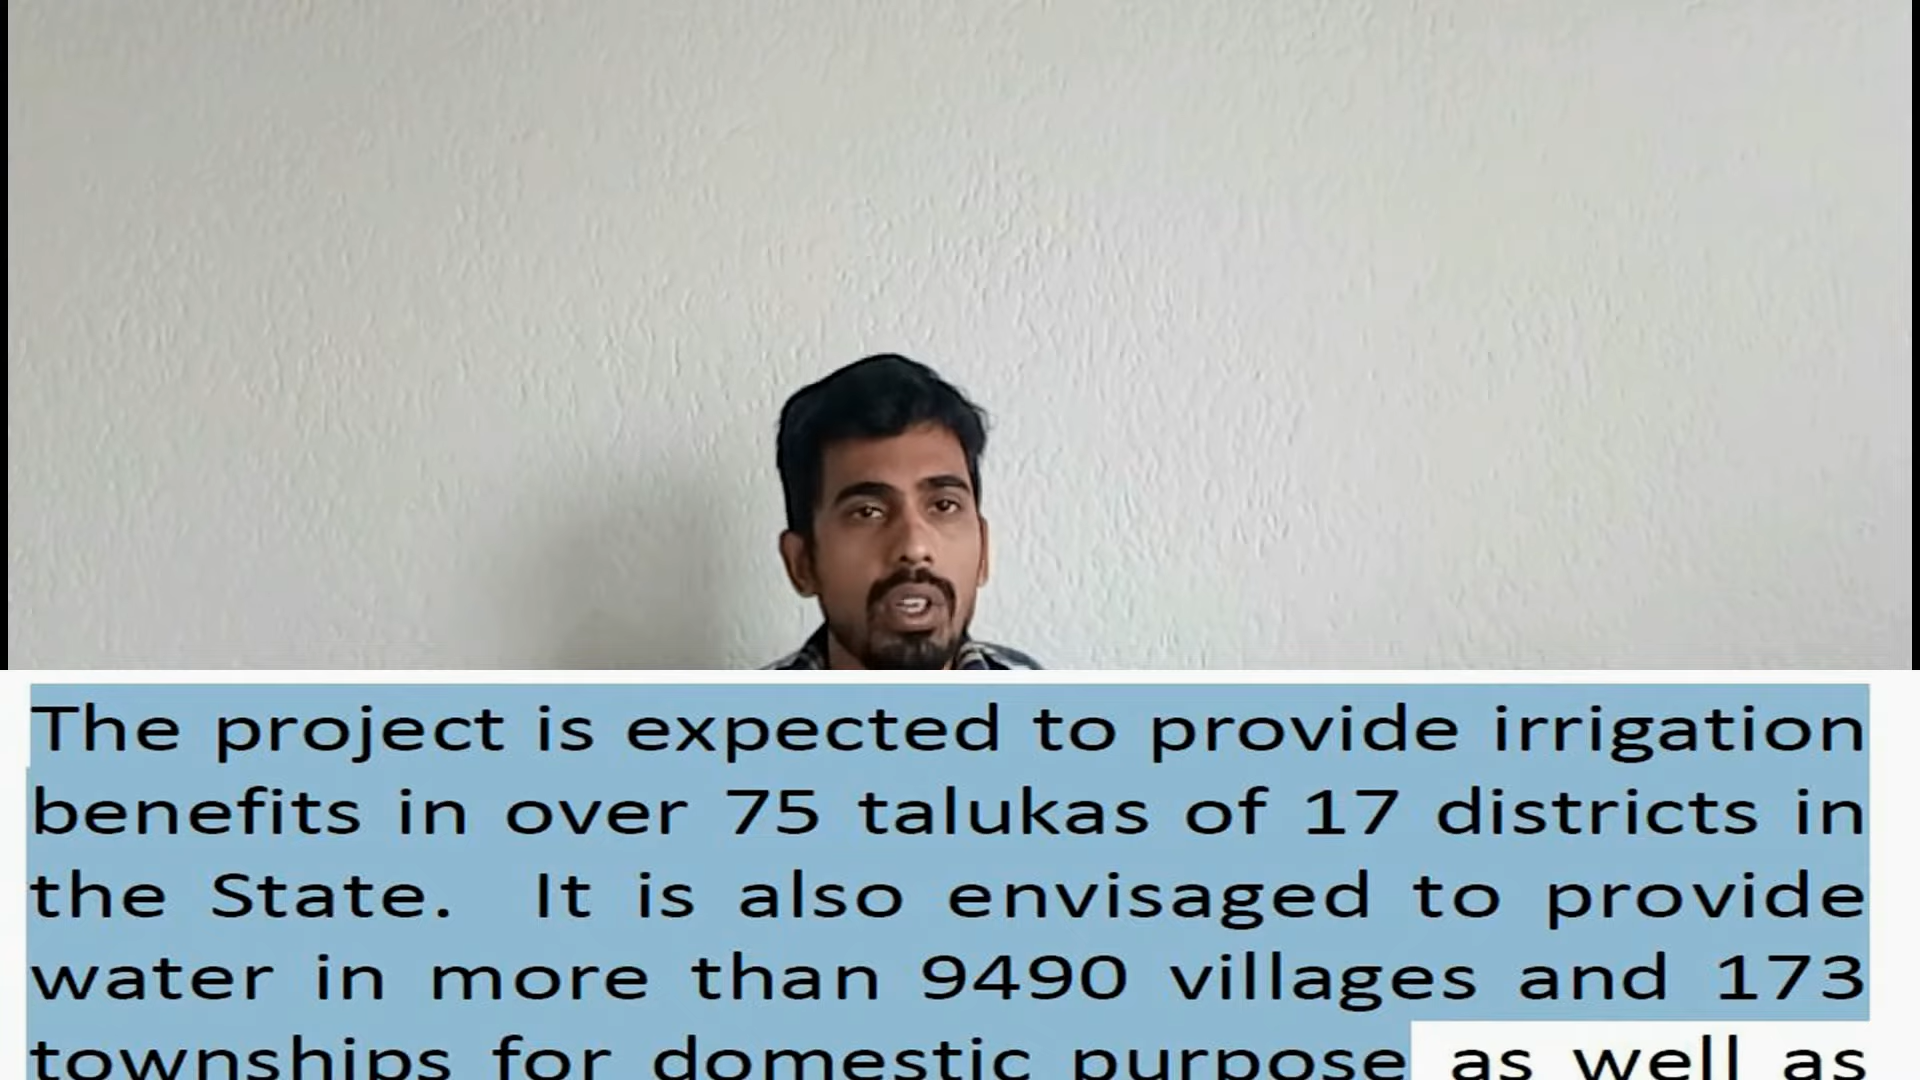 The project is expected to provide irrigation
benefits in over 75 talukas of 17 districts in
the State. It is also envisaged to provide
water in more than 9490 villages and 173
townships for domestic purpose as well as